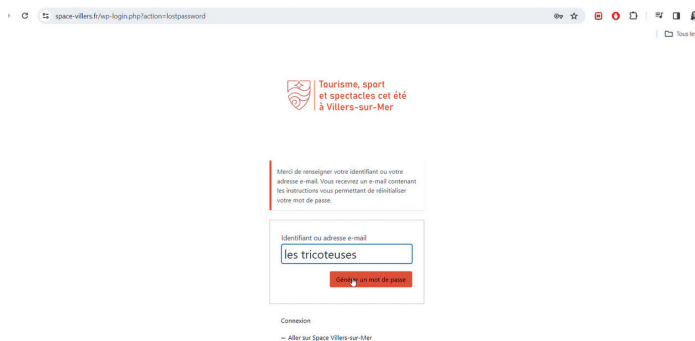 space-villers.fr/wp-login.php?action=lostpassword
Tous les
Tourisme, sport
et spectacles cet été
à Villers-sur-Mer
Merci de renseigner votre identifiant ou votre
adresse e-mail. Vous recevrez un e-mail contenant
les instructions vous permettant de réinitialiser
votre mot de passe.
Identifiant ou adresse e-mail
les tricoteuses
Générer un mot de passe
Connexion
← Aller sur Space Villers-sur-Mer